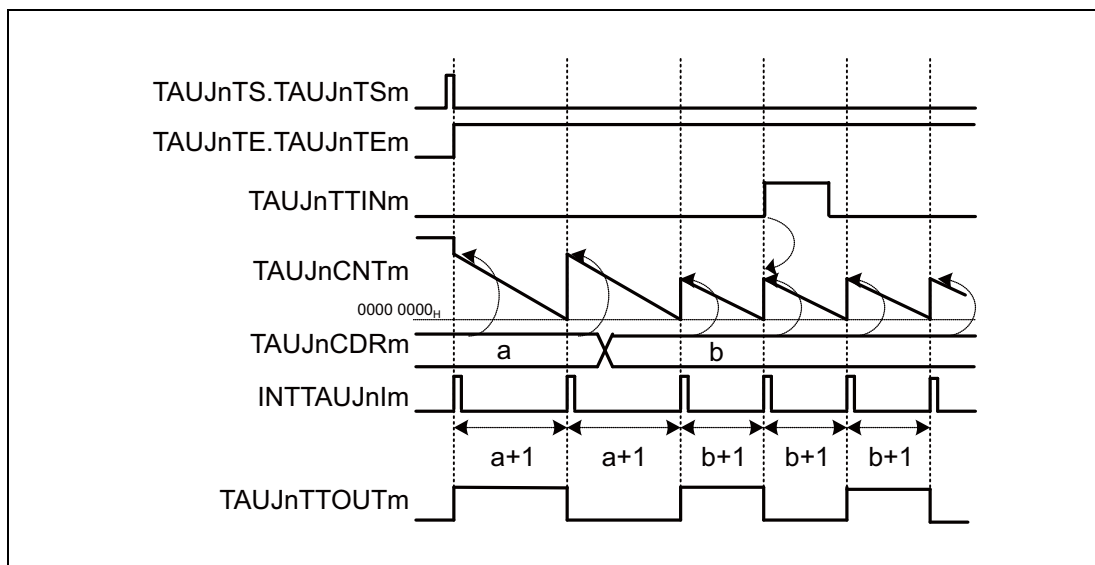 TAUJnTS.TAUJnTSm
TAUJnTE.TAUJnTEm
TAUJnTTINm
TAUJnCNTm
0000 0000H
TAUJnCDRm
a
b
INTTAUJnIm
a+1
a+1
b+1
b+1
b+1
TAUJnTTOUTm